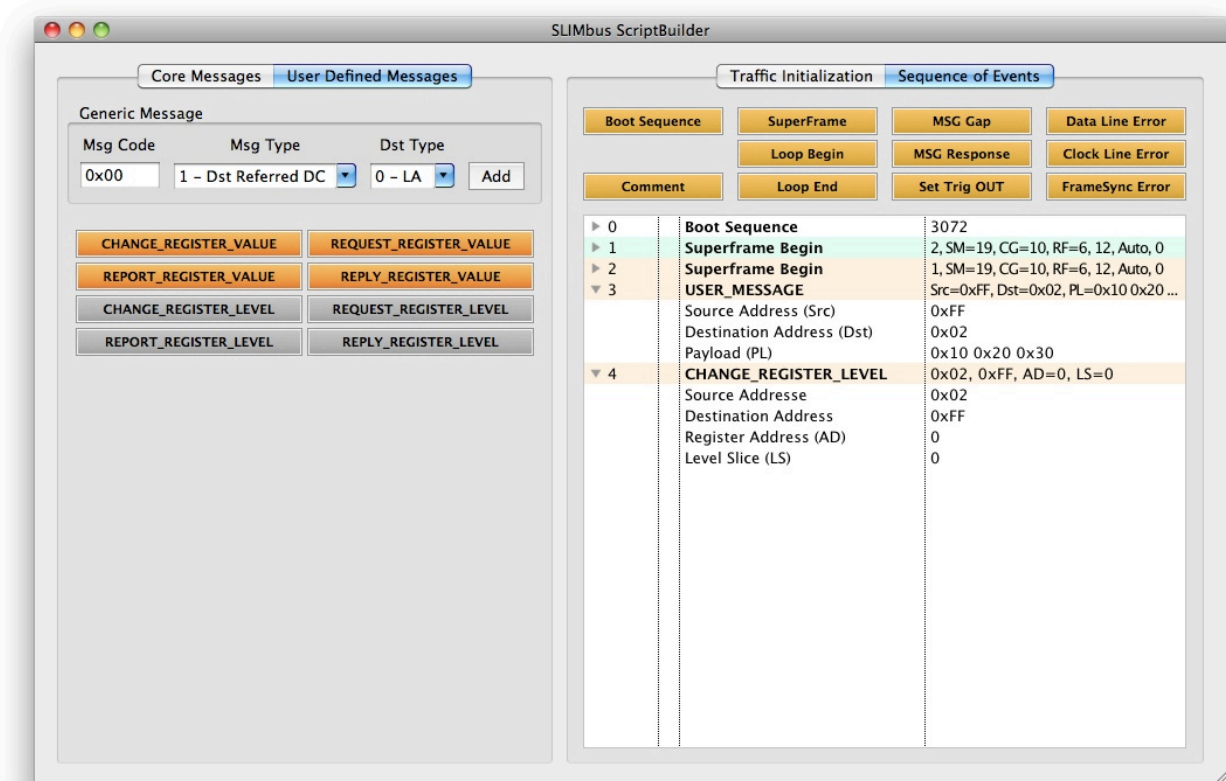 SLIMbus ScriptBuilder
Core Messages User Defined Messages
Generic Message
Msg Code Msg Type Dst Type
0x00 1 – Dst Referred DC 0 – LA Add
CHANGE_REGISTER_VALUE REQUEST_REGISTER_VALUE
REPORT_REGISTER_VALUE REPLY_REGISTER_VALUE
CHANGE_REGISTER_LEVEL REQUEST_REGISTER_LEVEL
REPORT_REGISTER_LEVEL REPLY_REGISTER_LEVEL
Traffic Initialization Sequence of Events
Boot Sequence SuperFrame MSG Gap Data Line Error
Loop Begin MSG Response Clock Line Error
Comment Loop End Set Trig OUT FrameSync Error
0 Boot Sequence 3072
1 Superframe Begin 2, SM=19, CG=10, RF=6, 12, Auto, 0
2 Superframe Begin 1, SM=19, CG=10, RF=6, 12, Auto, 0
3 USER_MESSAGE Src=0xFF, Dst=0x02, PL=0x10 0x20 ...
Source Address (Src) 0xFF
Destination Address (Dst) 0x02
Payload (PL) 0x10 0x20 0x30
4 CHANGE_REGISTER_LEVEL 0x02, 0xFF, AD=0, LS=0
Source Addresse 0x02
Destination Address 0xFF
Register Address (AD) 0
Level Slice (LS) 0